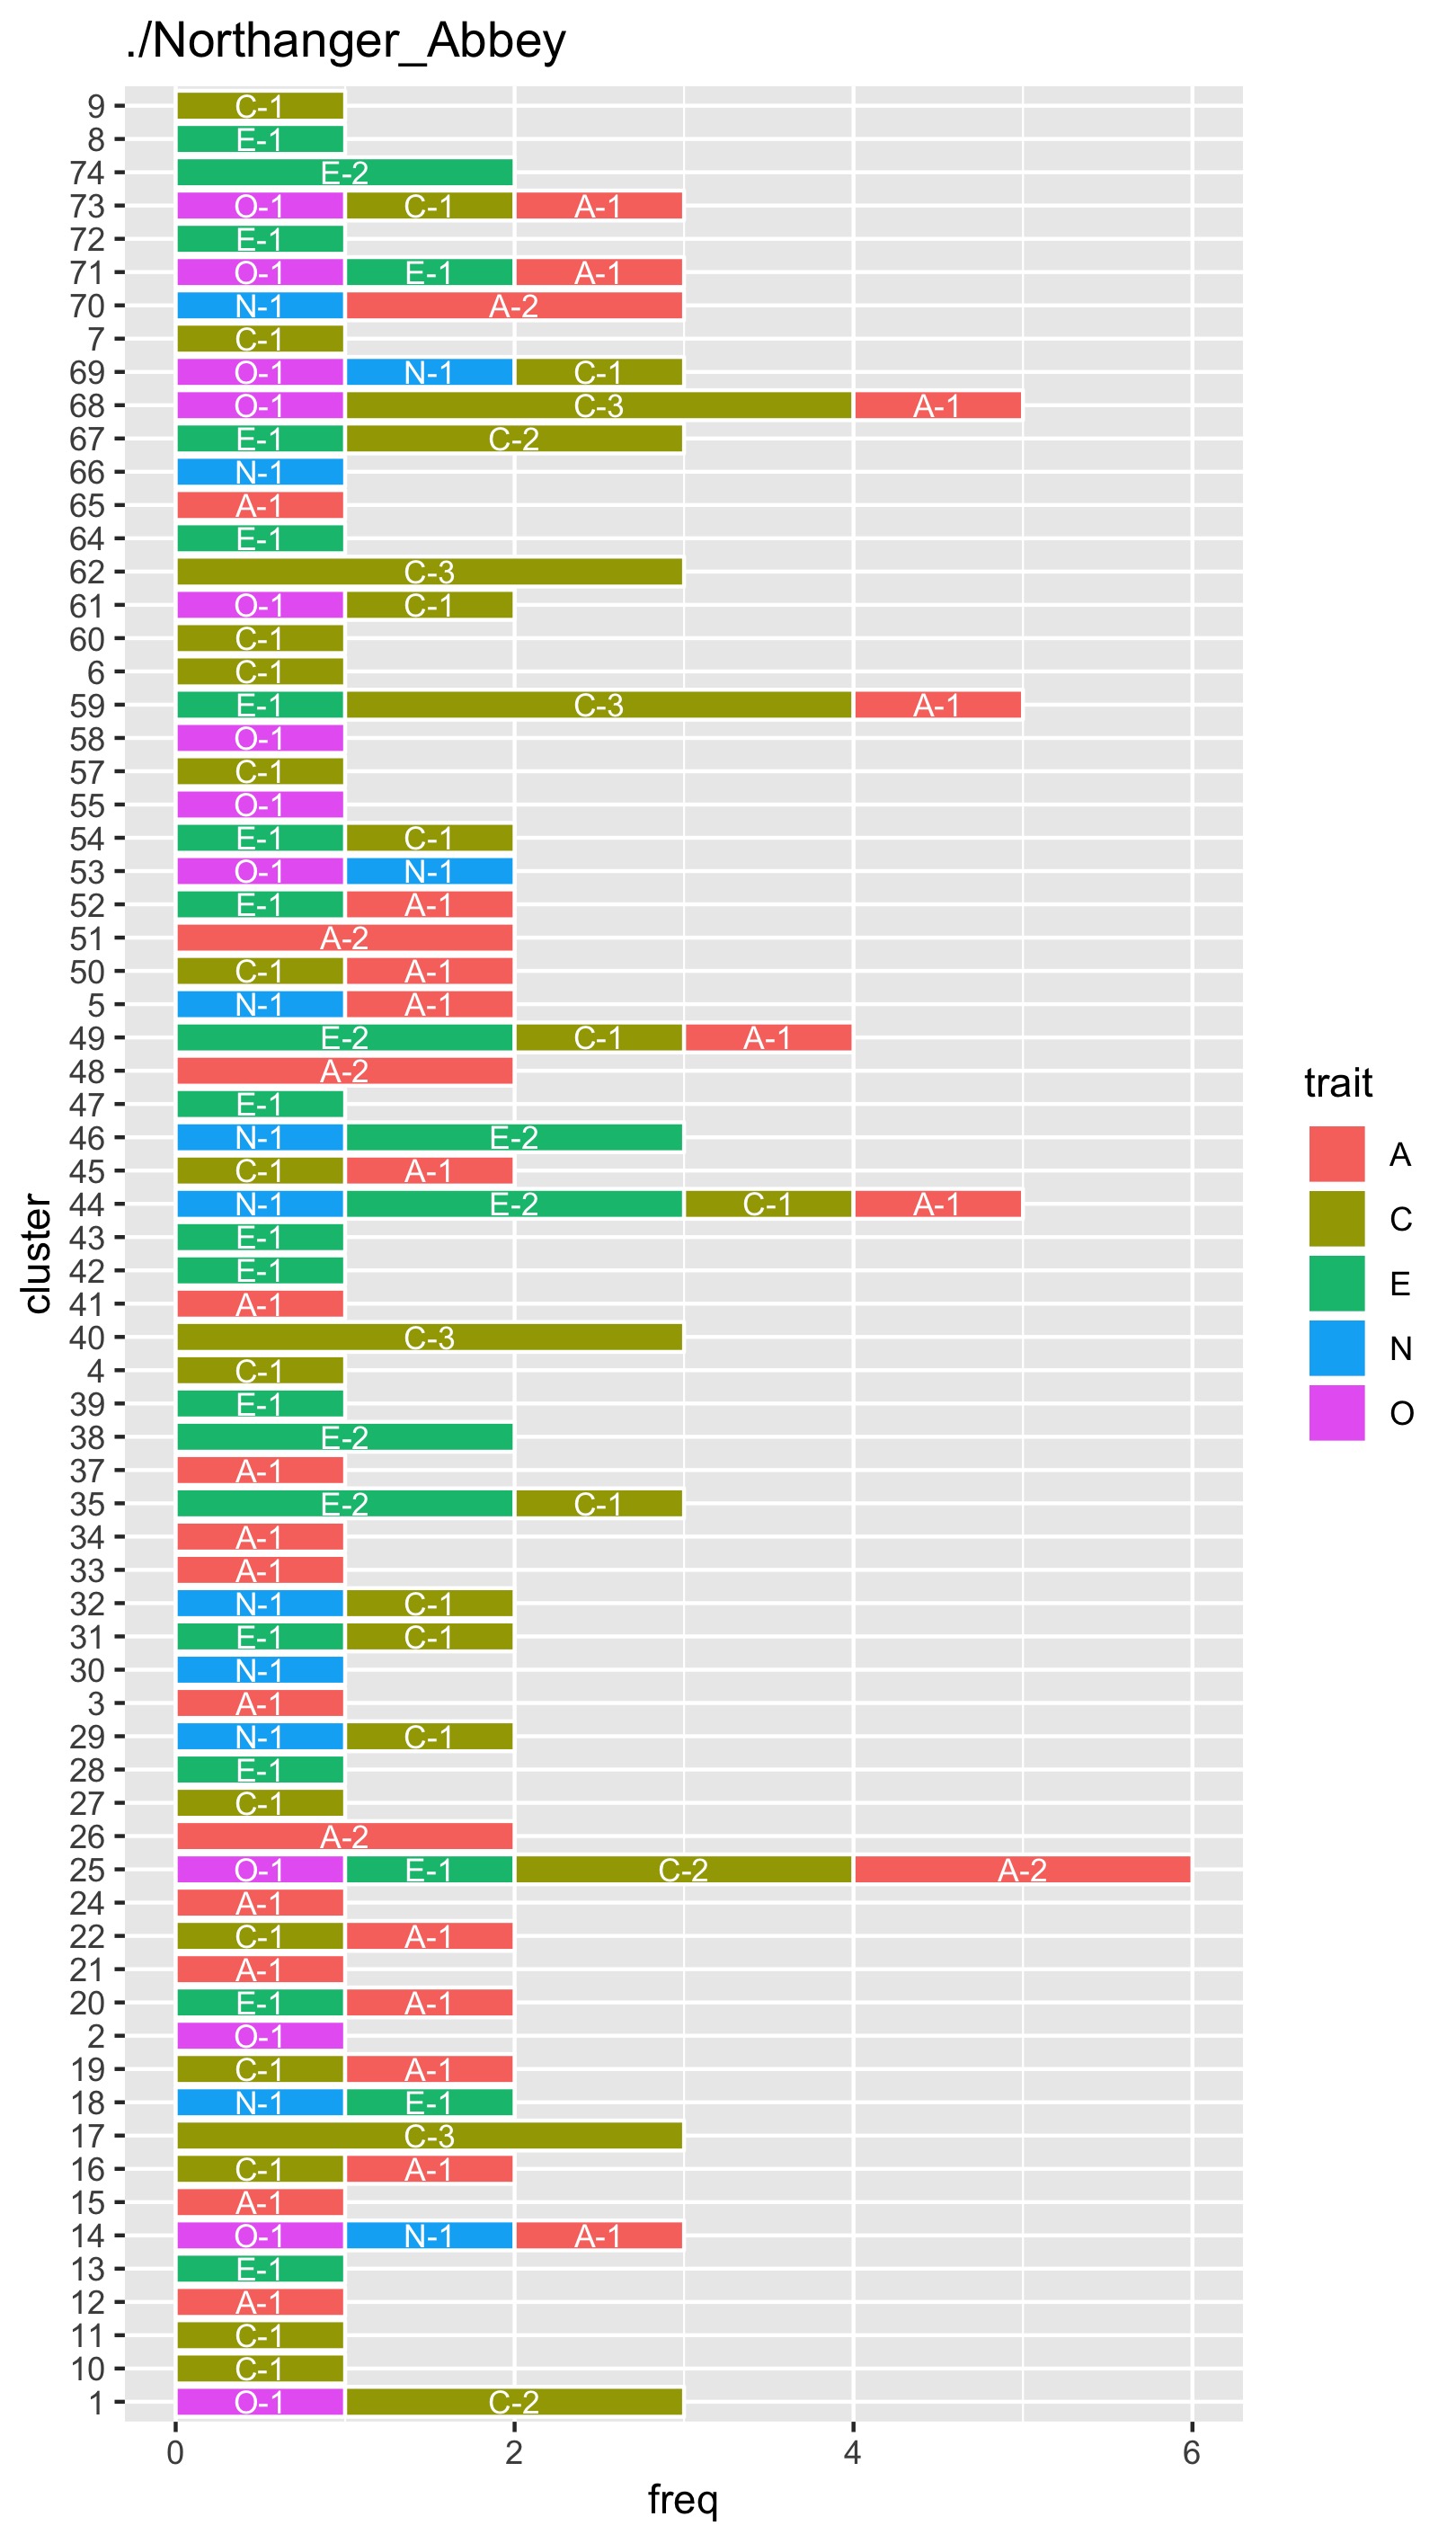 ./Northanger_Abbey
9 C-1
8 E-1
74 E-2
73 O-1 C-1 A-1
72 E-1
71 O-1 E-1 A-1
70 N-1 A-2
7 C-1
69 O-1 N-1 C-1
68 O-1 C-3 A-1
67 E-1 C-2
66 N-1
65 A-1
64 E-1
62 C-3
61 O-1 C-1
60 C-1
6 C-1
59 E-1 C-3 A-1
58 O-1
57 C-1
55 O-1
54 E-1 C-1
53 O-1 N-1
52 E-1 A-1
51 A-2
50 C-1 A-1
5 N-1 A-1
49 E-2 C-1 A-1
48 A-2
47 E-1
46 N-1 E-2
45 C-1 A-1
44 N-1 E-2 C-1 A-1
43 E-1
42 E-1
41 A-1
40 C-3
4 C-1
39 E-1
38 E-2
37 A-1
35 E-2 C-1
34 A-1
33 A-1
32 N-1 C-1
31 E-1 C-1
30 N-1
3 A-1
29 N-1 C-1
28 E-1
27 C-1
26 A-2
25 O-1 E-1 C-2 A-2
24 A-1
22 C-1 A-1
21 A-1
20 E-1 A-1
2 O-1
19 C-1 A-1
18 N-1 E-1
17 C-3
16 C-1 A-1
15 A-1
14 O-1 N-1 A-1
13 E-1
12 A-1
11 C-1
10 C-1
1 O-1 C-2
0 2 4 6
freq
cluster
trait
A
C
E
N
O